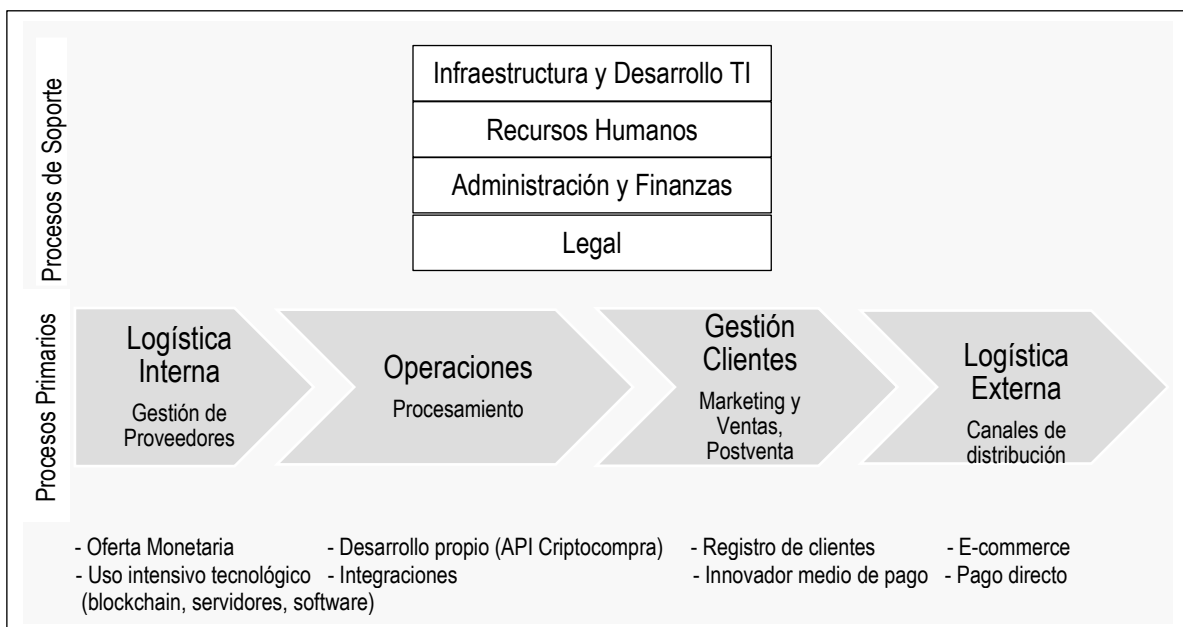 Procesos de Soporte
Infraestructura y Desarrollo TI
Recursos Humanos
Administración y Finanzas
Legal
Procesos Primarios
Logística
Interna
Gestión de
Proveedores
Operaciones
Procesamiento
Gestión
Clientes
Marketing y
Ventas,
Postventa
Logística
Externa
Canales de
distribución
- Oferta Monetaria
- Uso intensivo tecnológico
(blockchain, servidores, software)
- Desarrollo propio (API Criptocompra)
- Integraciones
- Registro de clientes
- Innovador medio de pago
- E-commerce
- Pago directo